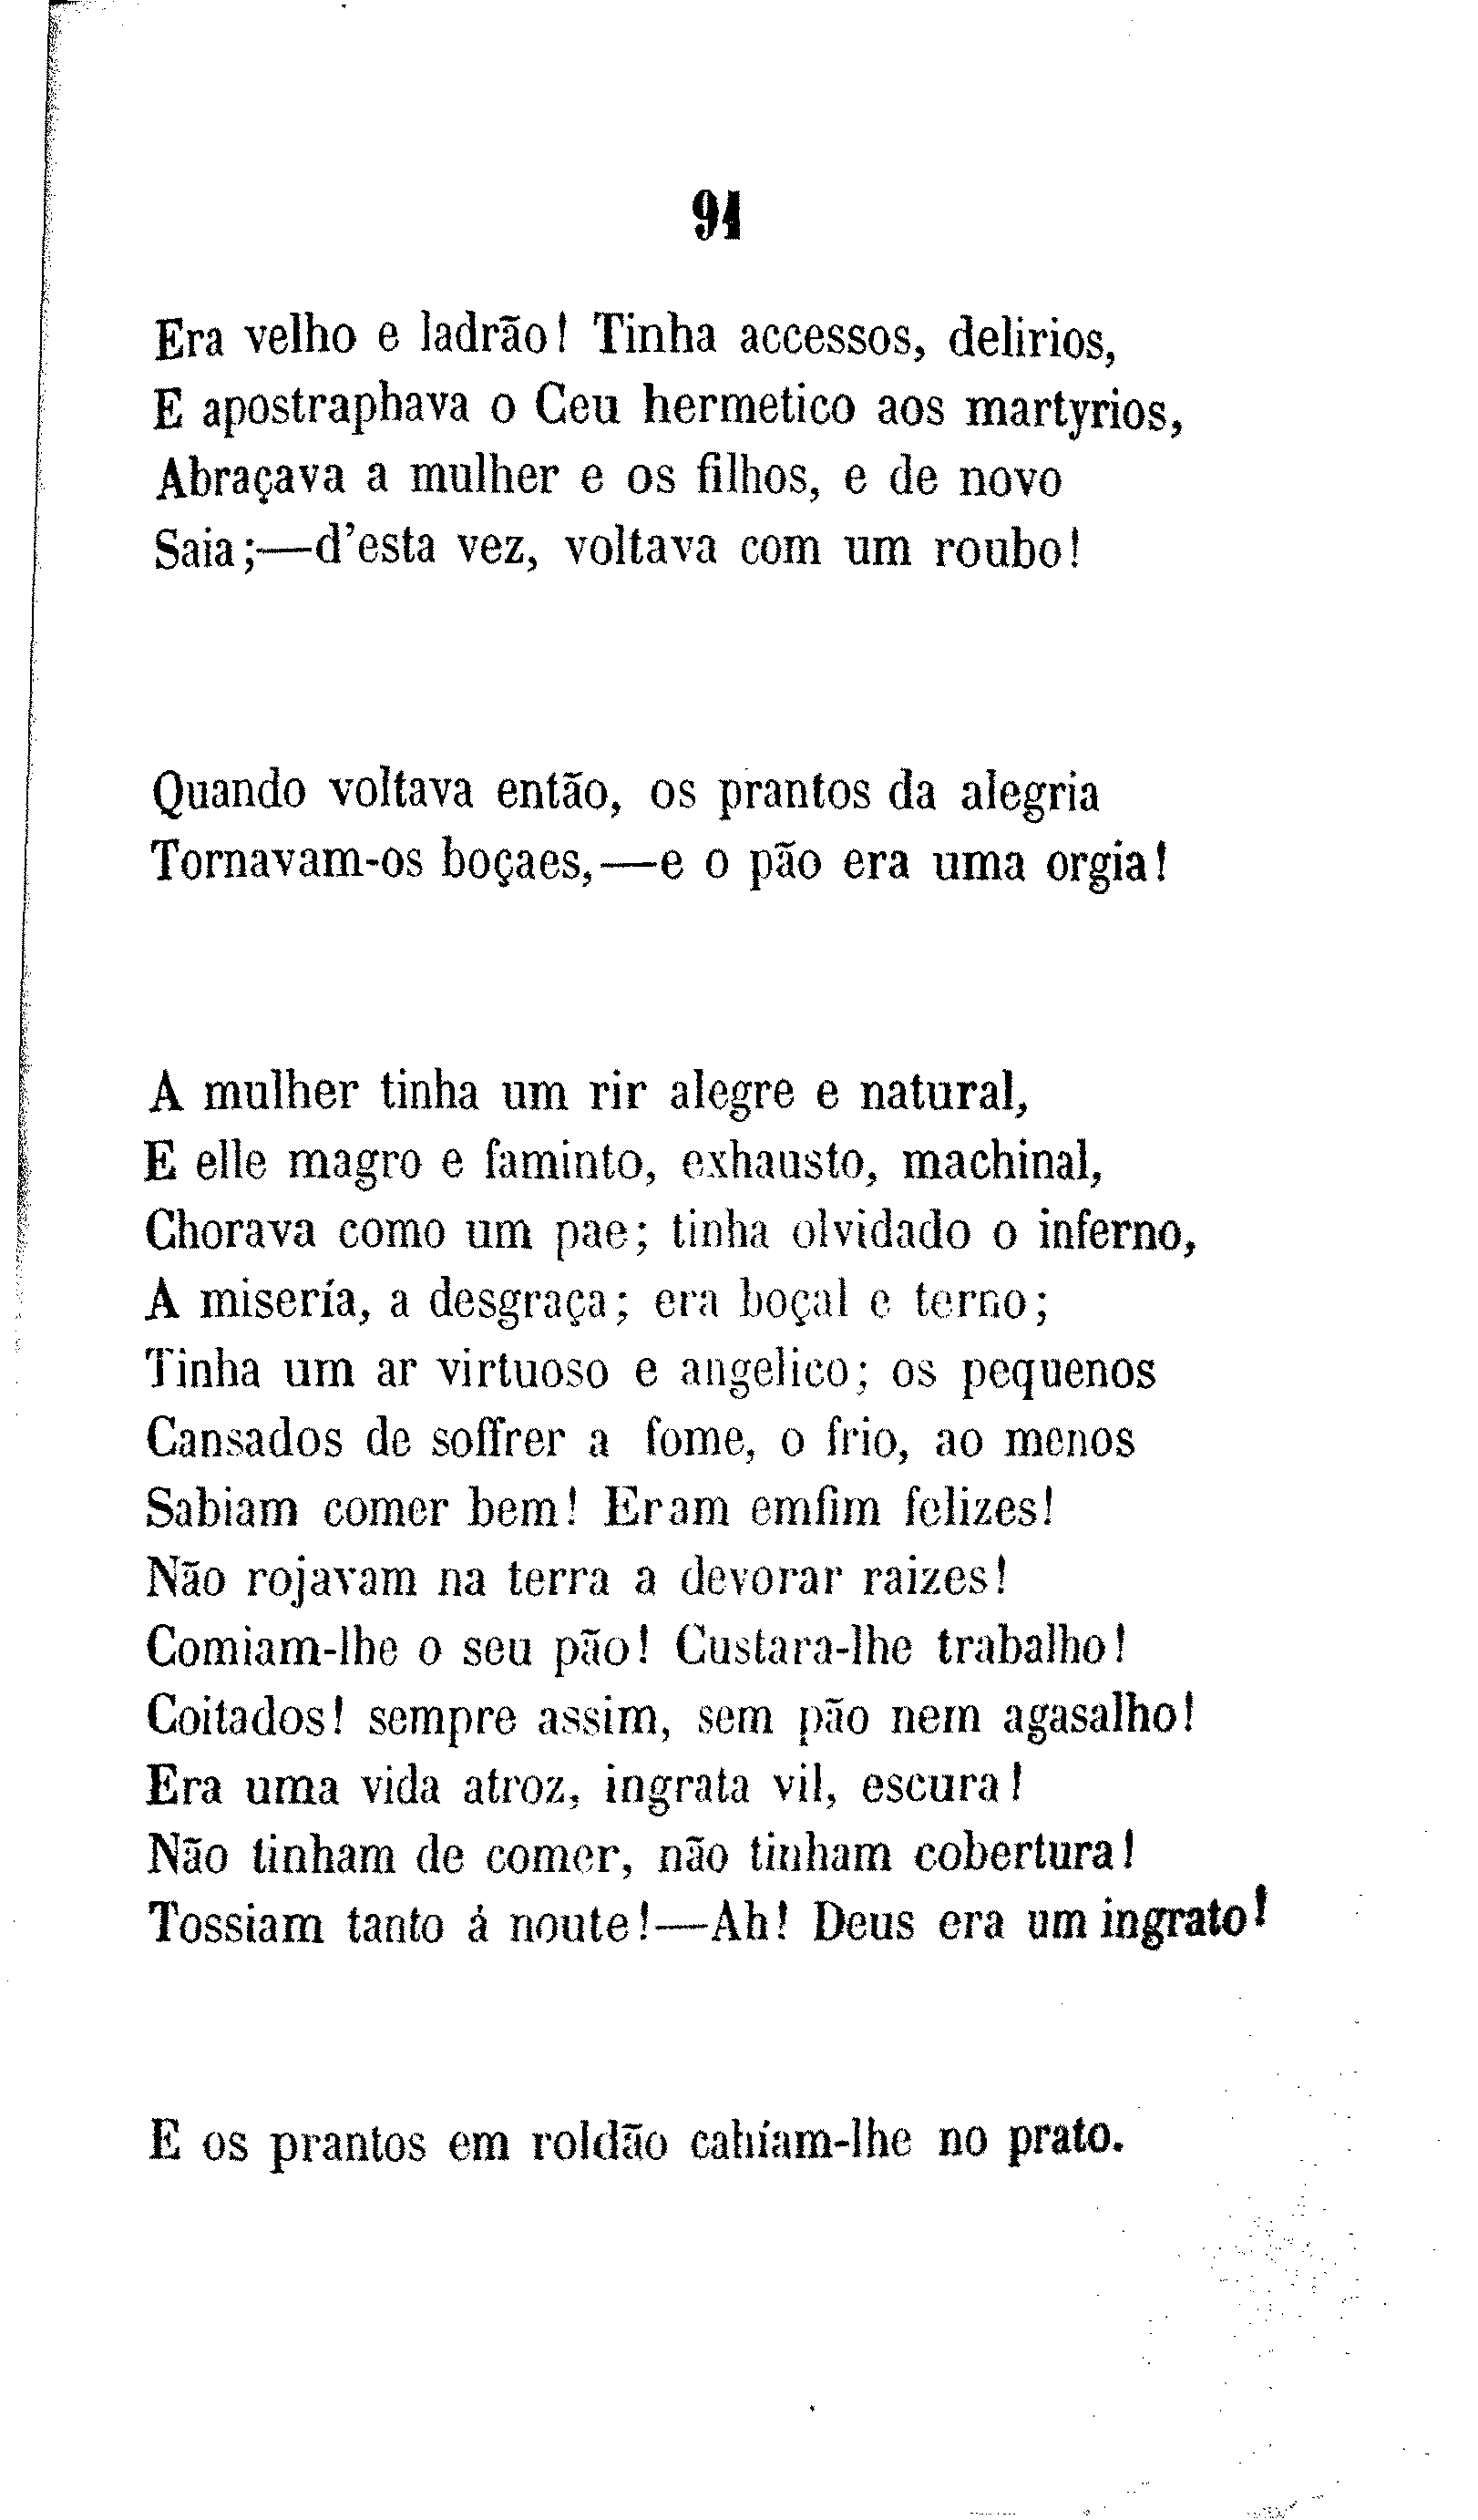 91
Era velho e ladrão! Tinha accessos, delirios,
E apostraphava o Ceu hermetico aos martyrios,
Abraçava a mulher e os filhos, e de novo
Saia;—d'esta vez, voltava com um roubo!
Quando voltava então, os prantos da alegria
Tornavam-os boçaes,—e o pão era uma orgia!
A mulher tinha um rir alegre e natural,
E elle magro e faminto, exhausto, machinal,
Chorava como um pae; tinha olvidado o inferno,
A misería, a desgraça; era boçal e terno;
Tinha um ar virtuoso e angelico; os pequenos
Cansados de soffrer a fome, o frio, ao menos
Sabiam comer bem! Eram emfim felizes!
Não rojavam na terra a devorar raizes!
Comiam-lhe o seu pão! Custara-lhe trabalho!
Coitados! sempre assim, sem pão nem agasalho!
Era uma vida atroz, ingrata vil, escura!
Não tinham de comer, não tinham cobertura!
Tossiam tanto á noute!—Ah! Deus era um ingrato!
E os prantos em roldão cahíam-lhe no prato.